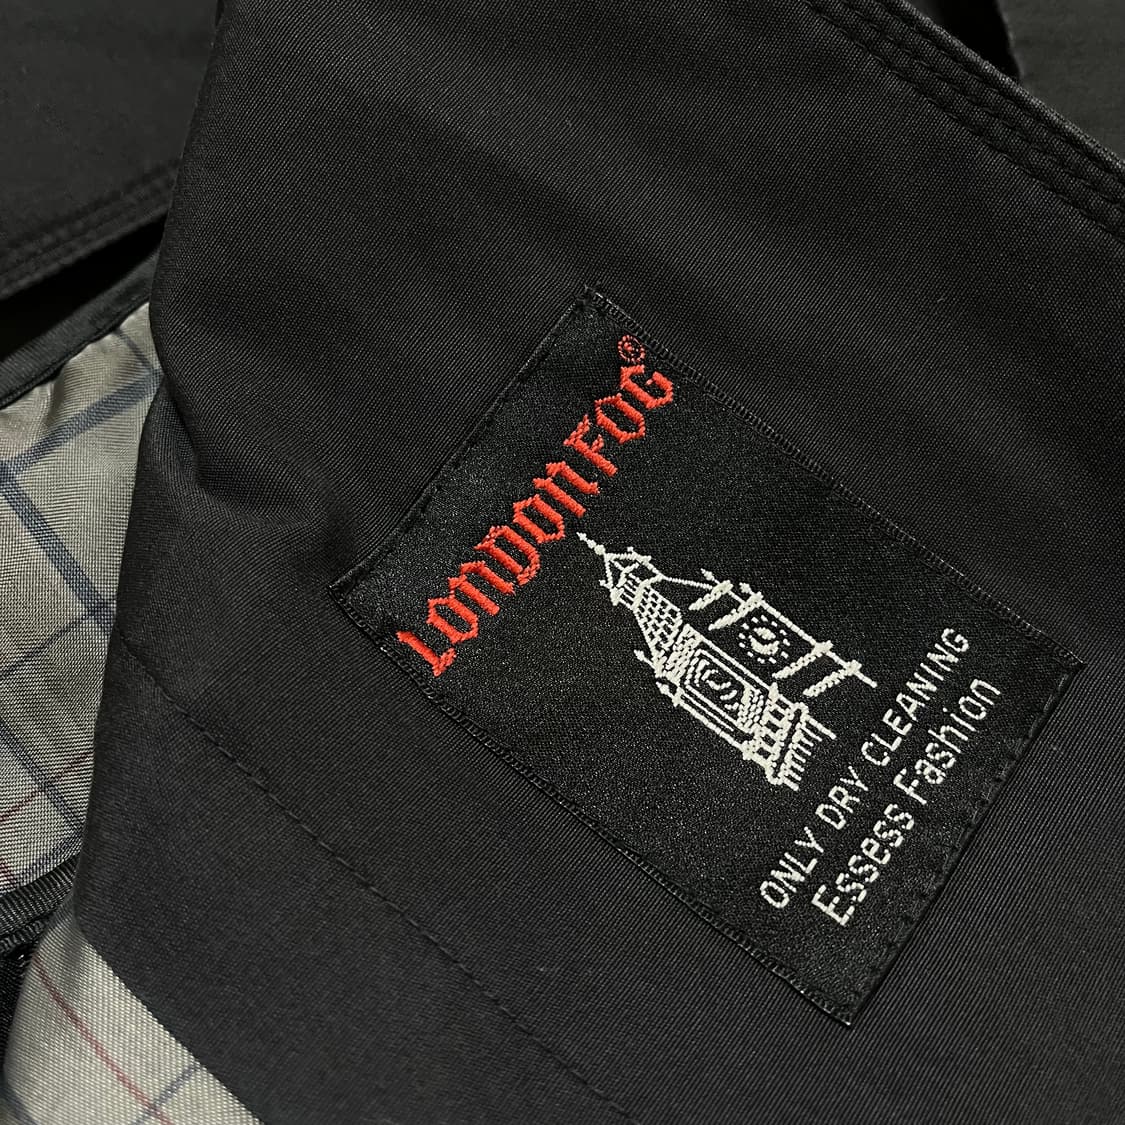 LONDON FOG®
ONLY DRY CLEANING
Essess Fashion